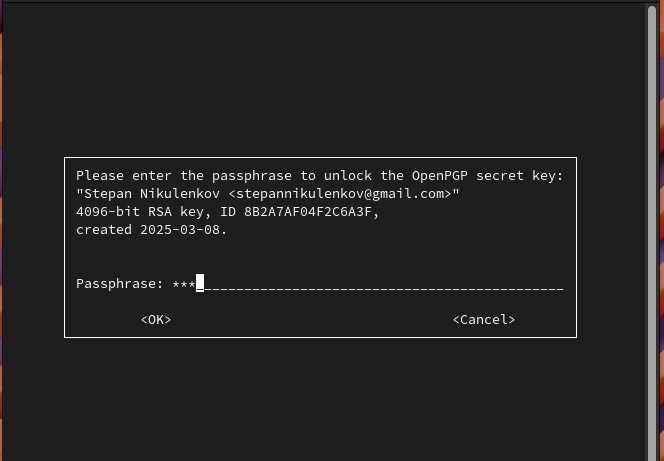 Please enter the passphrase to unlock the OpenPGP secret key:
"Stepan Nikulenkov <stepannikulenkov@gmail.com>"
4096-bit RSA key, ID 8B2A7AF04F2C6A3F,
created 2025-03-08.
Passphrase: ***______________________________________________
<OK> <Cancel>